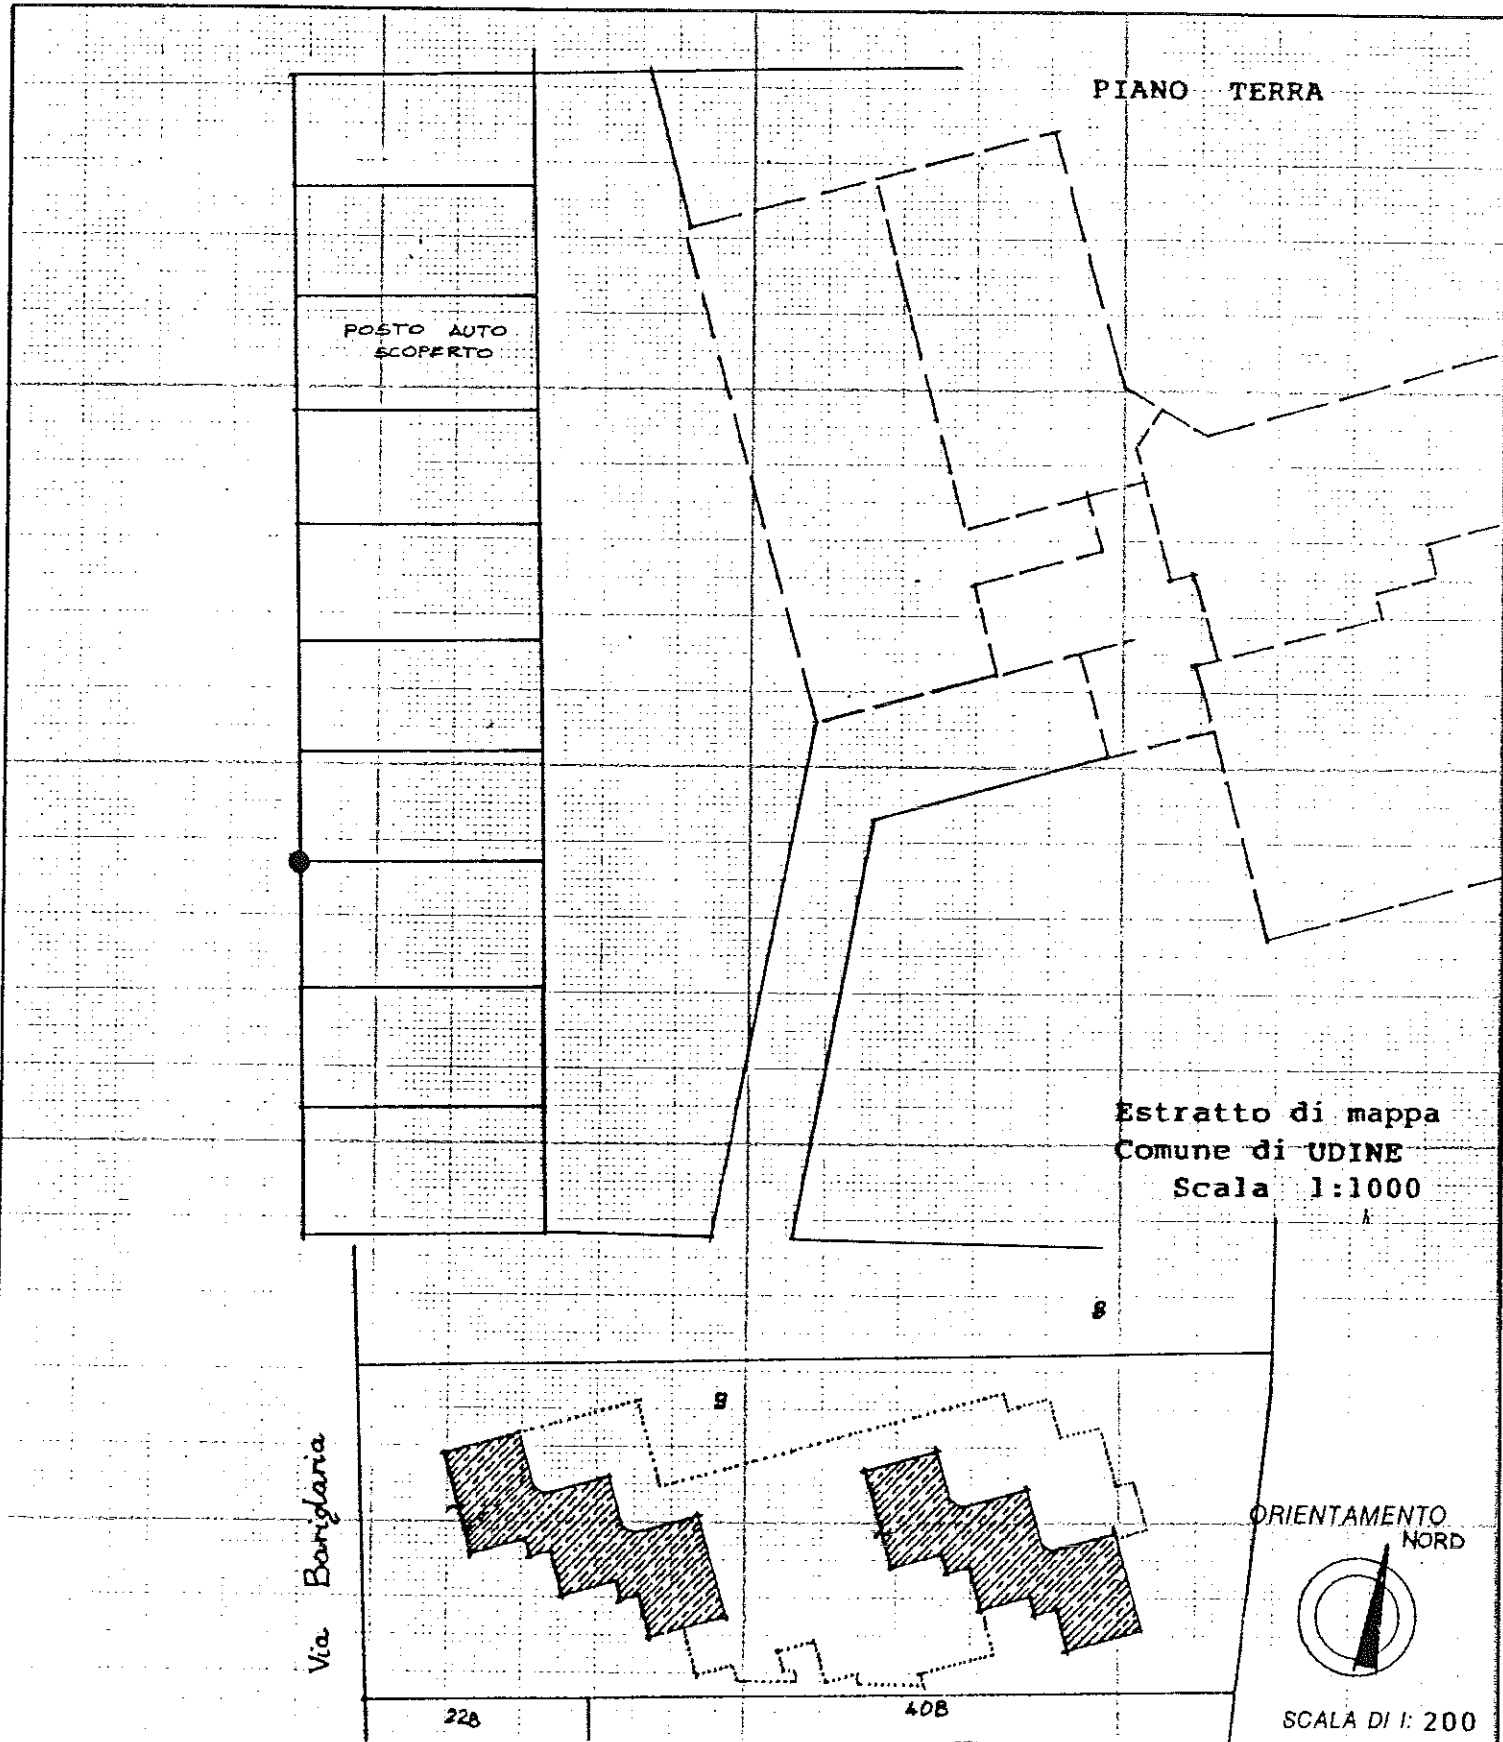 PIANO TERRA
POSTO AUTO
SCOPERTO
Estratto di mappa
Comune di UDINE
Scala 1:1000
8
9
Via Bariglaria
ORIENTAMENTO
NORD
228
408
SCALA DI 1: 200